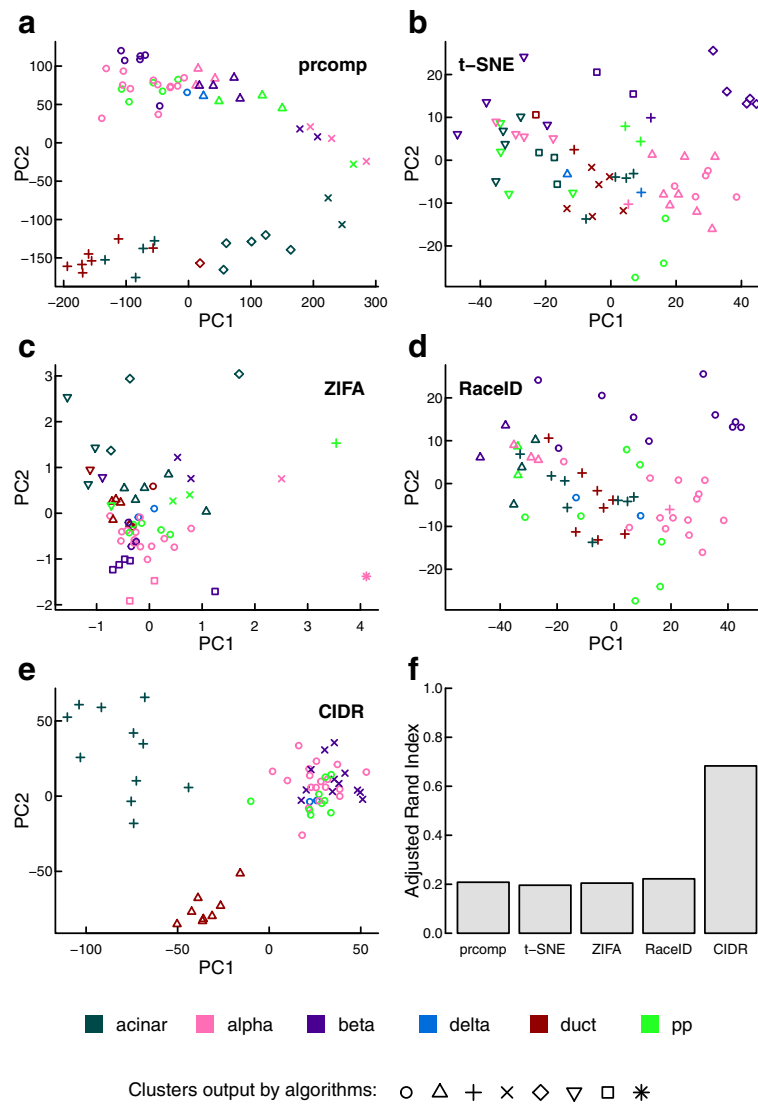 a
prcomp
100
50
0
−50
−100
−150
PC2
−200
−100
0
100
200
300
PC1
b
t−SNE
20
10
0
−10
−20
PC2
−40
−20
0
20
40
PC1
c
ZIFA
3
2
1
0
−1
−2
PC2
−1
0
1
2
3
4
PC1
d
RaceID
20
10
0
−10
−20
PC2
−40
−20
0
20
40
PC1
e
CIDR
50
0
−50
PC2
−100
−50
0
50
PC1
f
1.0
0.8
0.6
0.4
0.2
0.0
Adjusted Rand Index
prcomp
t−SNE
ZIFA
RaceID
CIDR
acinar
alpha
beta
delta
duct
pp
Clusters output by algorithms: